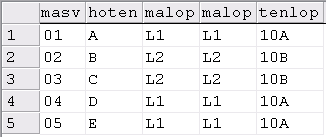 masv hoten malop malop tenlop
1 01 A L1 L1 10A
2 02 B L2 L2 10B
3 03 C L2 L2 10B
4 04 D L1 L1 10A
5 05 E L1 L1 10A